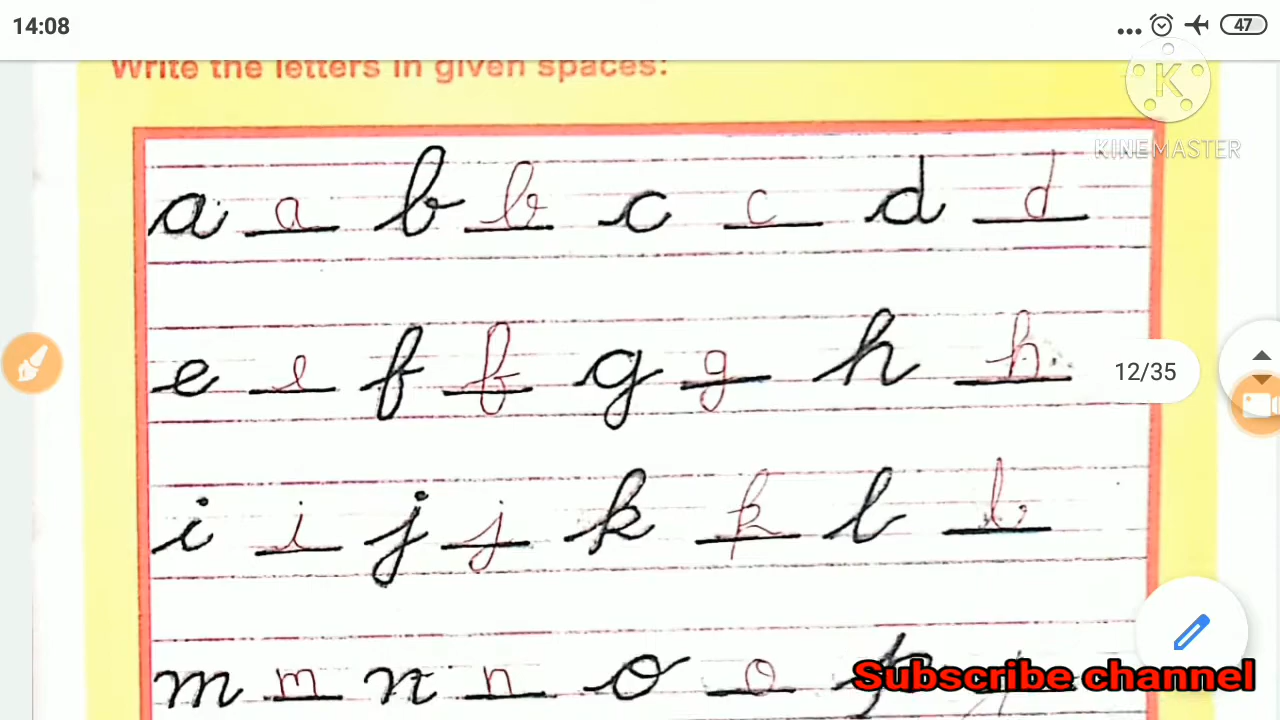 14:08
47
Write the letters in given spaces:
KINEMASTER
a a b b c c d d
e e f f g g h h
12/35
i i j j k k l l
m m n n o o p
Subscribe channel